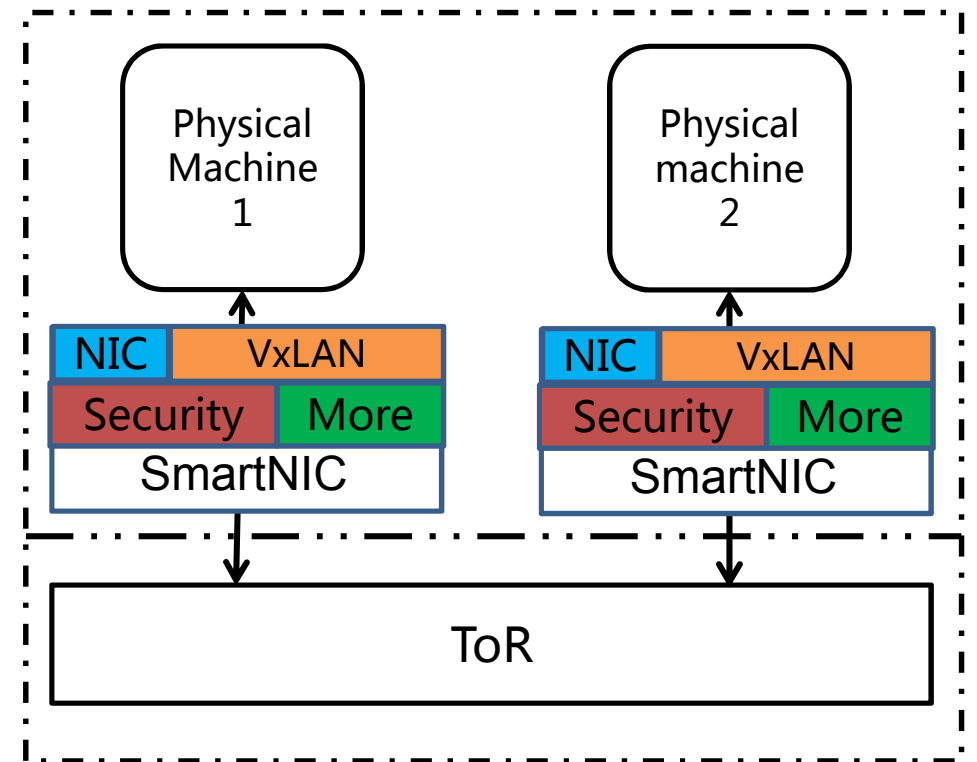 Physical
Machine
1
Physical
machine
2
NIC VxLAN
Security More
SmartNIC
NIC VxLAN
Security More
SmartNIC
ToR